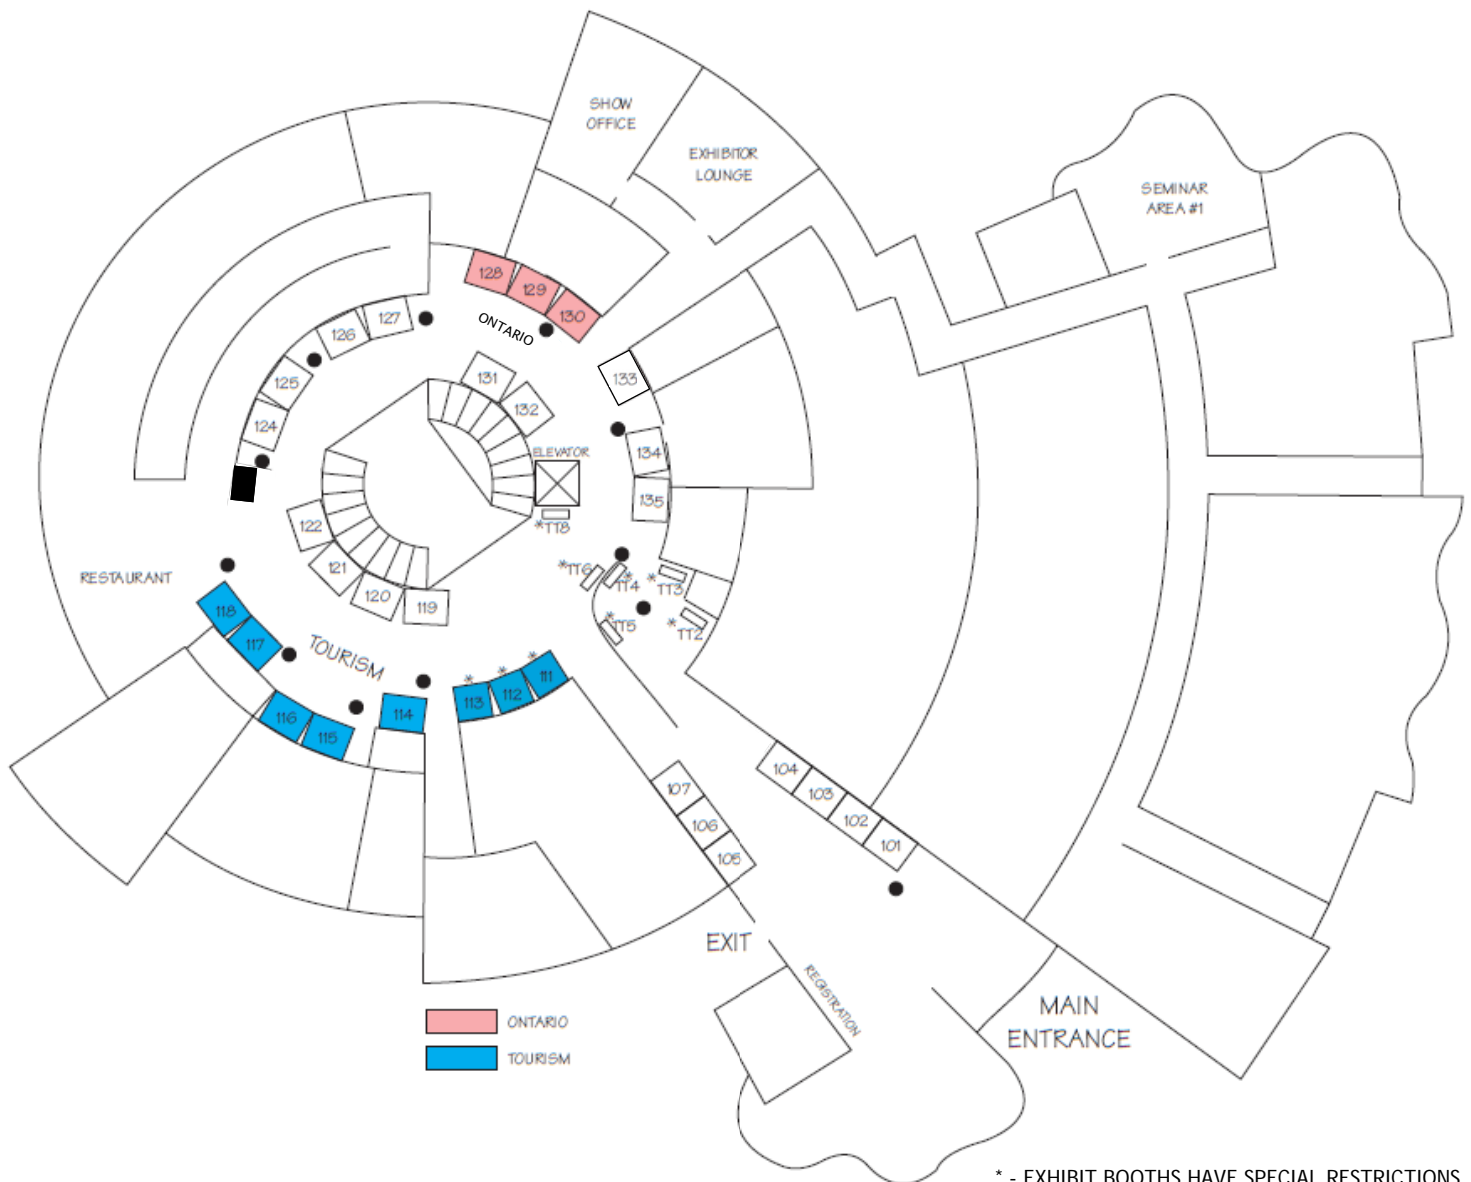 SHOW
OFFICE
EXHIBITOR
LOUNGE
SEMINAR
AREA #1
128
129
130
ONTARIO
127
126
125
124
131
132
133
ELEVATOR
134
135
*TT8
122
121
120
119
*TT6
*TT4
*TT3
*TT5
*TT2
RESTAURANT
118
117
TOURISM
116
115
114
* 113
* 112
* 111
107
106
105
104
103
102
101
EXIT
REGISTRATION
MAIN
ENTRANCE
ONTARIO
TOURISM
* - EXHIBIT BOOTHS HAVE SPECIAL RESTRICTIONS